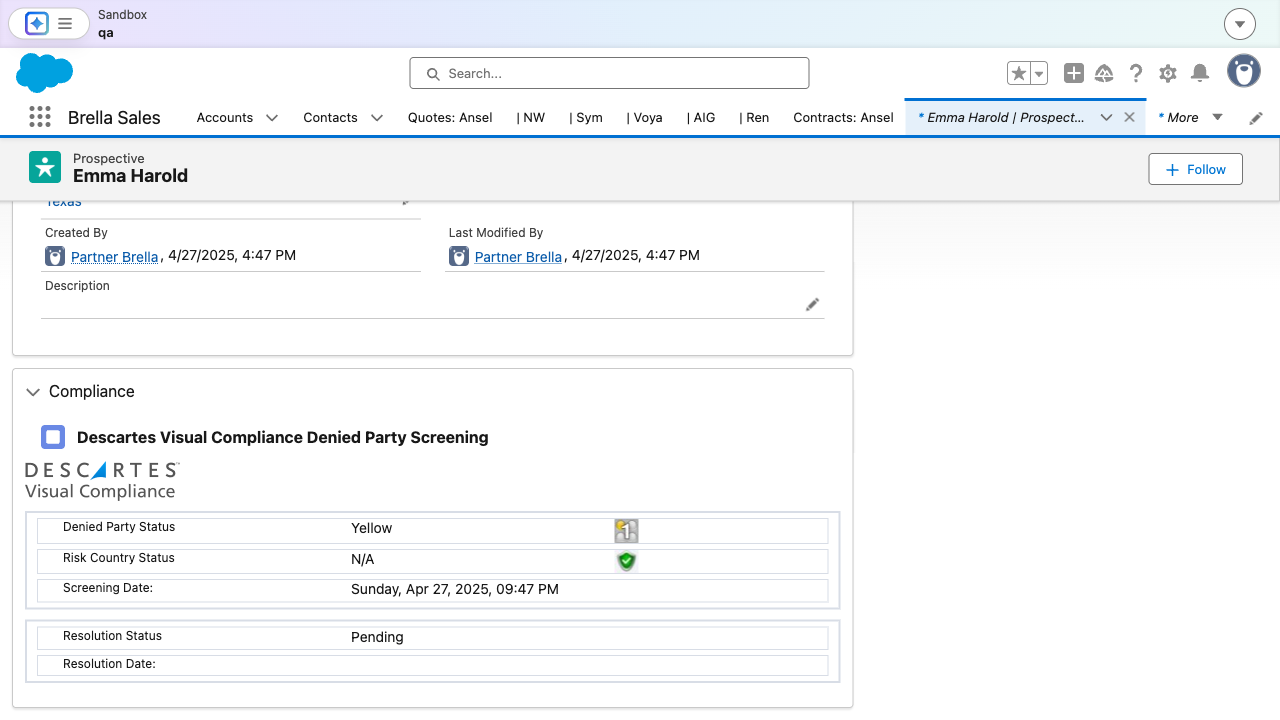 Sandbox
qa
Search...
Brella Sales
Accounts
Contacts
Quotes: Ansel
| NW
| Sym
| Voya
| AIG
| Ren
Contracts: Ansel
* Emma Harold | Prospect...
* More
Prospective
Emma Harold
Follow
Texas
Created By
Last Modified By
Partner Brella, 4/27/2025, 4:47 PM
Partner Brella, 4/27/2025, 4:47 PM
Description
Compliance
Descartes Visual Compliance Denied Party Screening
DESCARTES™
Visual Compliance
Denied Party Status Yellow 1
Risk Country Status N/A
Screening Date: Sunday, Apr 27, 2025, 09:47 PM
Resolution Status Pending
Resolution Date: